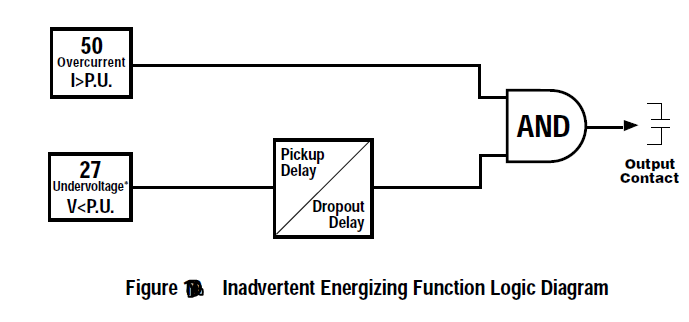 50
Overcurrent
I>P.U.
27
Undervoltage*
V<P.U.
Pickup
Delay
Dropout
Delay
AND
Output
Contact
Figure Inadvertent Energizing Function Logic Diagram